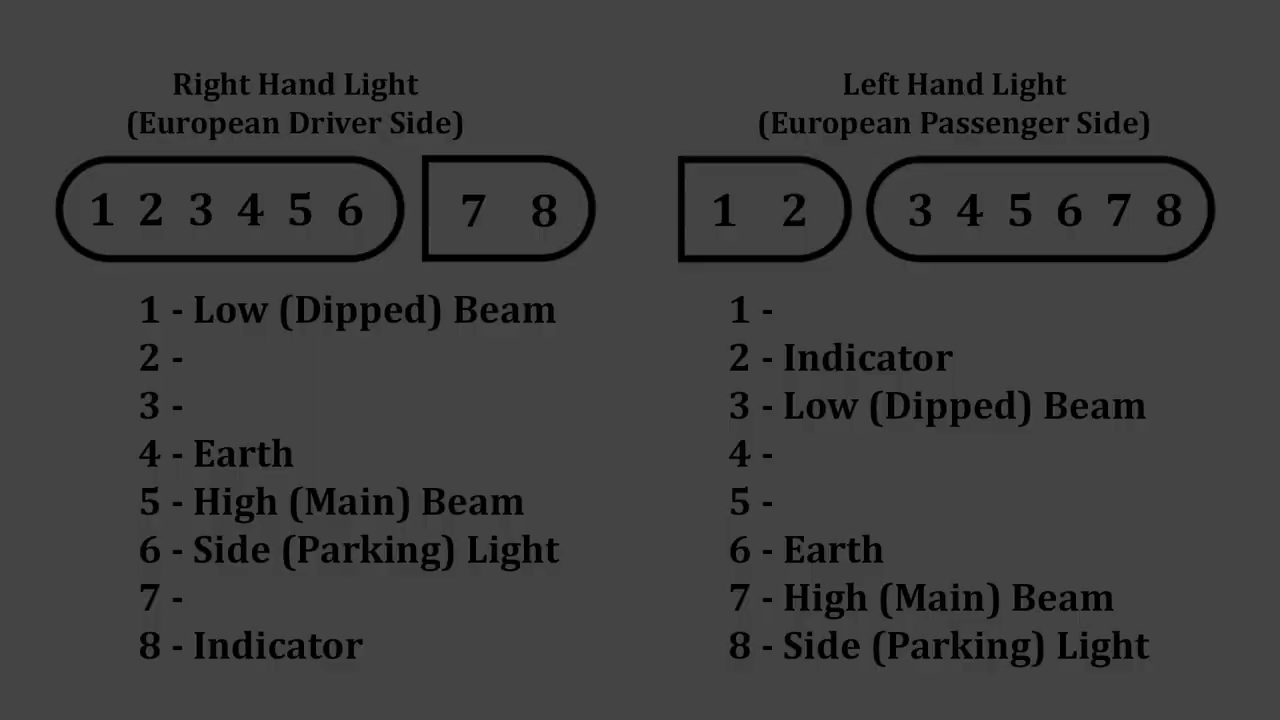 Right Hand Light
(European Driver Side)
1 2 3 4 5 6 7 8
1 - Low (Dipped) Beam
2 -
3 -
4 - Earth
5 - High (Main) Beam
6 - Side (Parking) Light
7 -
8 - Indicator
Left Hand Light
(European Passenger Side)
1 2 3 4 5 6 7 8
1 -
2 - Indicator
3 - Low (Dipped) Beam
4 -
5 -
6 - Earth
7 - High (Main) Beam
8 - Side (Parking) Light